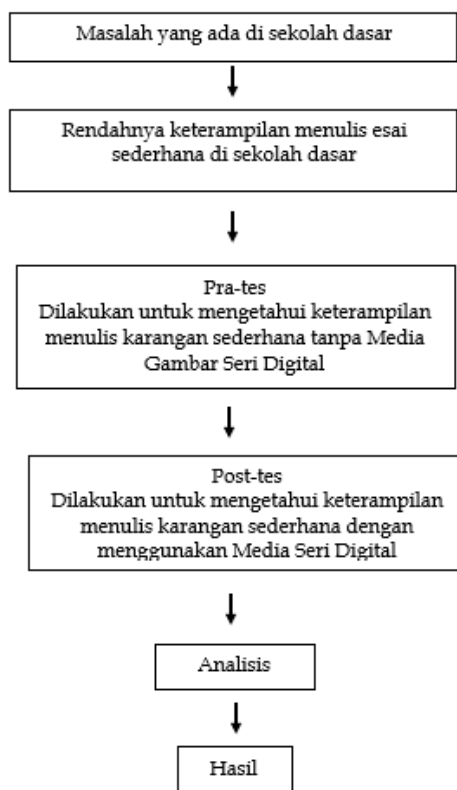 Masalah yang ada di sekolah dasar
Rendahnya keterampilan menulis esai
sederhana di sekolah dasar
Pra-tes
Dilakukan untuk mengetahui keterampilan
menulis karangan sederhana tanpa Media
Gambar Seri Digital
Post-tes
Dilakukan untuk mengetahui keterampilan
menulis karangan sederhana dengan
menggunakan Media Seri Digital
Analisis
Hasil